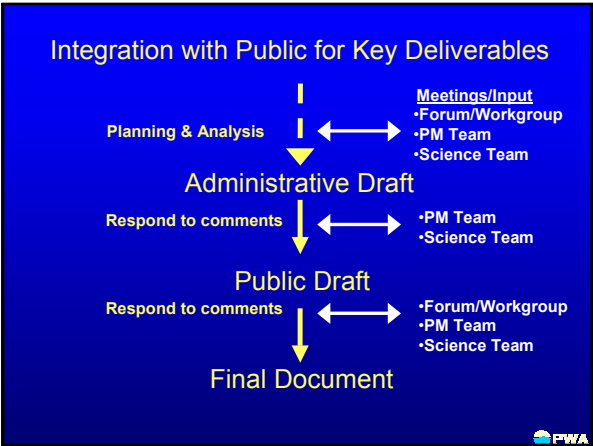 Integration with Public for Key Deliverables
Meetings/Input
•Forum/Workgroup
Planning & Analysis
•PM Team
•Science Team
Administrative Draft
Respond to comments
•PM Team
•Science Team
Public Draft
Respond to comments
•Forum/Workgroup
•PM Team
•Science Team
Final Document
PWA